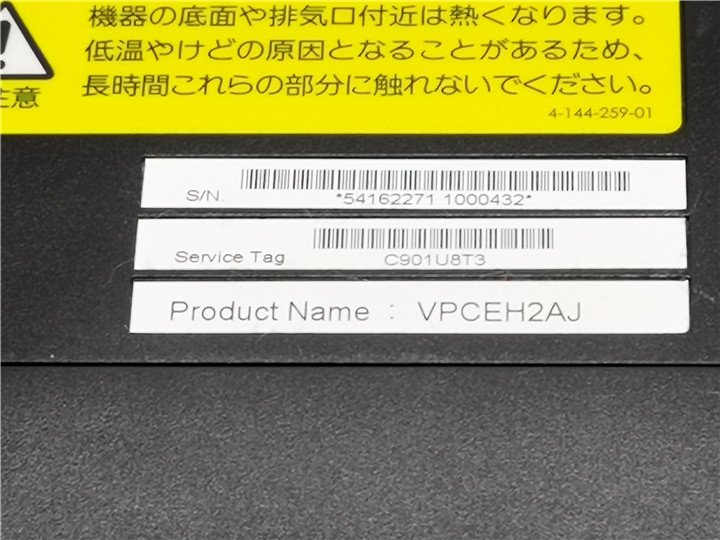 機器の底面や排気口付近は熱くなります。
低温やけどの原因となることがあるため、
長時間これらの部分に触れないでください。
注意
4-144-259-01
S/N. *54162271 1000432*
Service Tag C901U8T3
Product Name : VPCEH2AJ